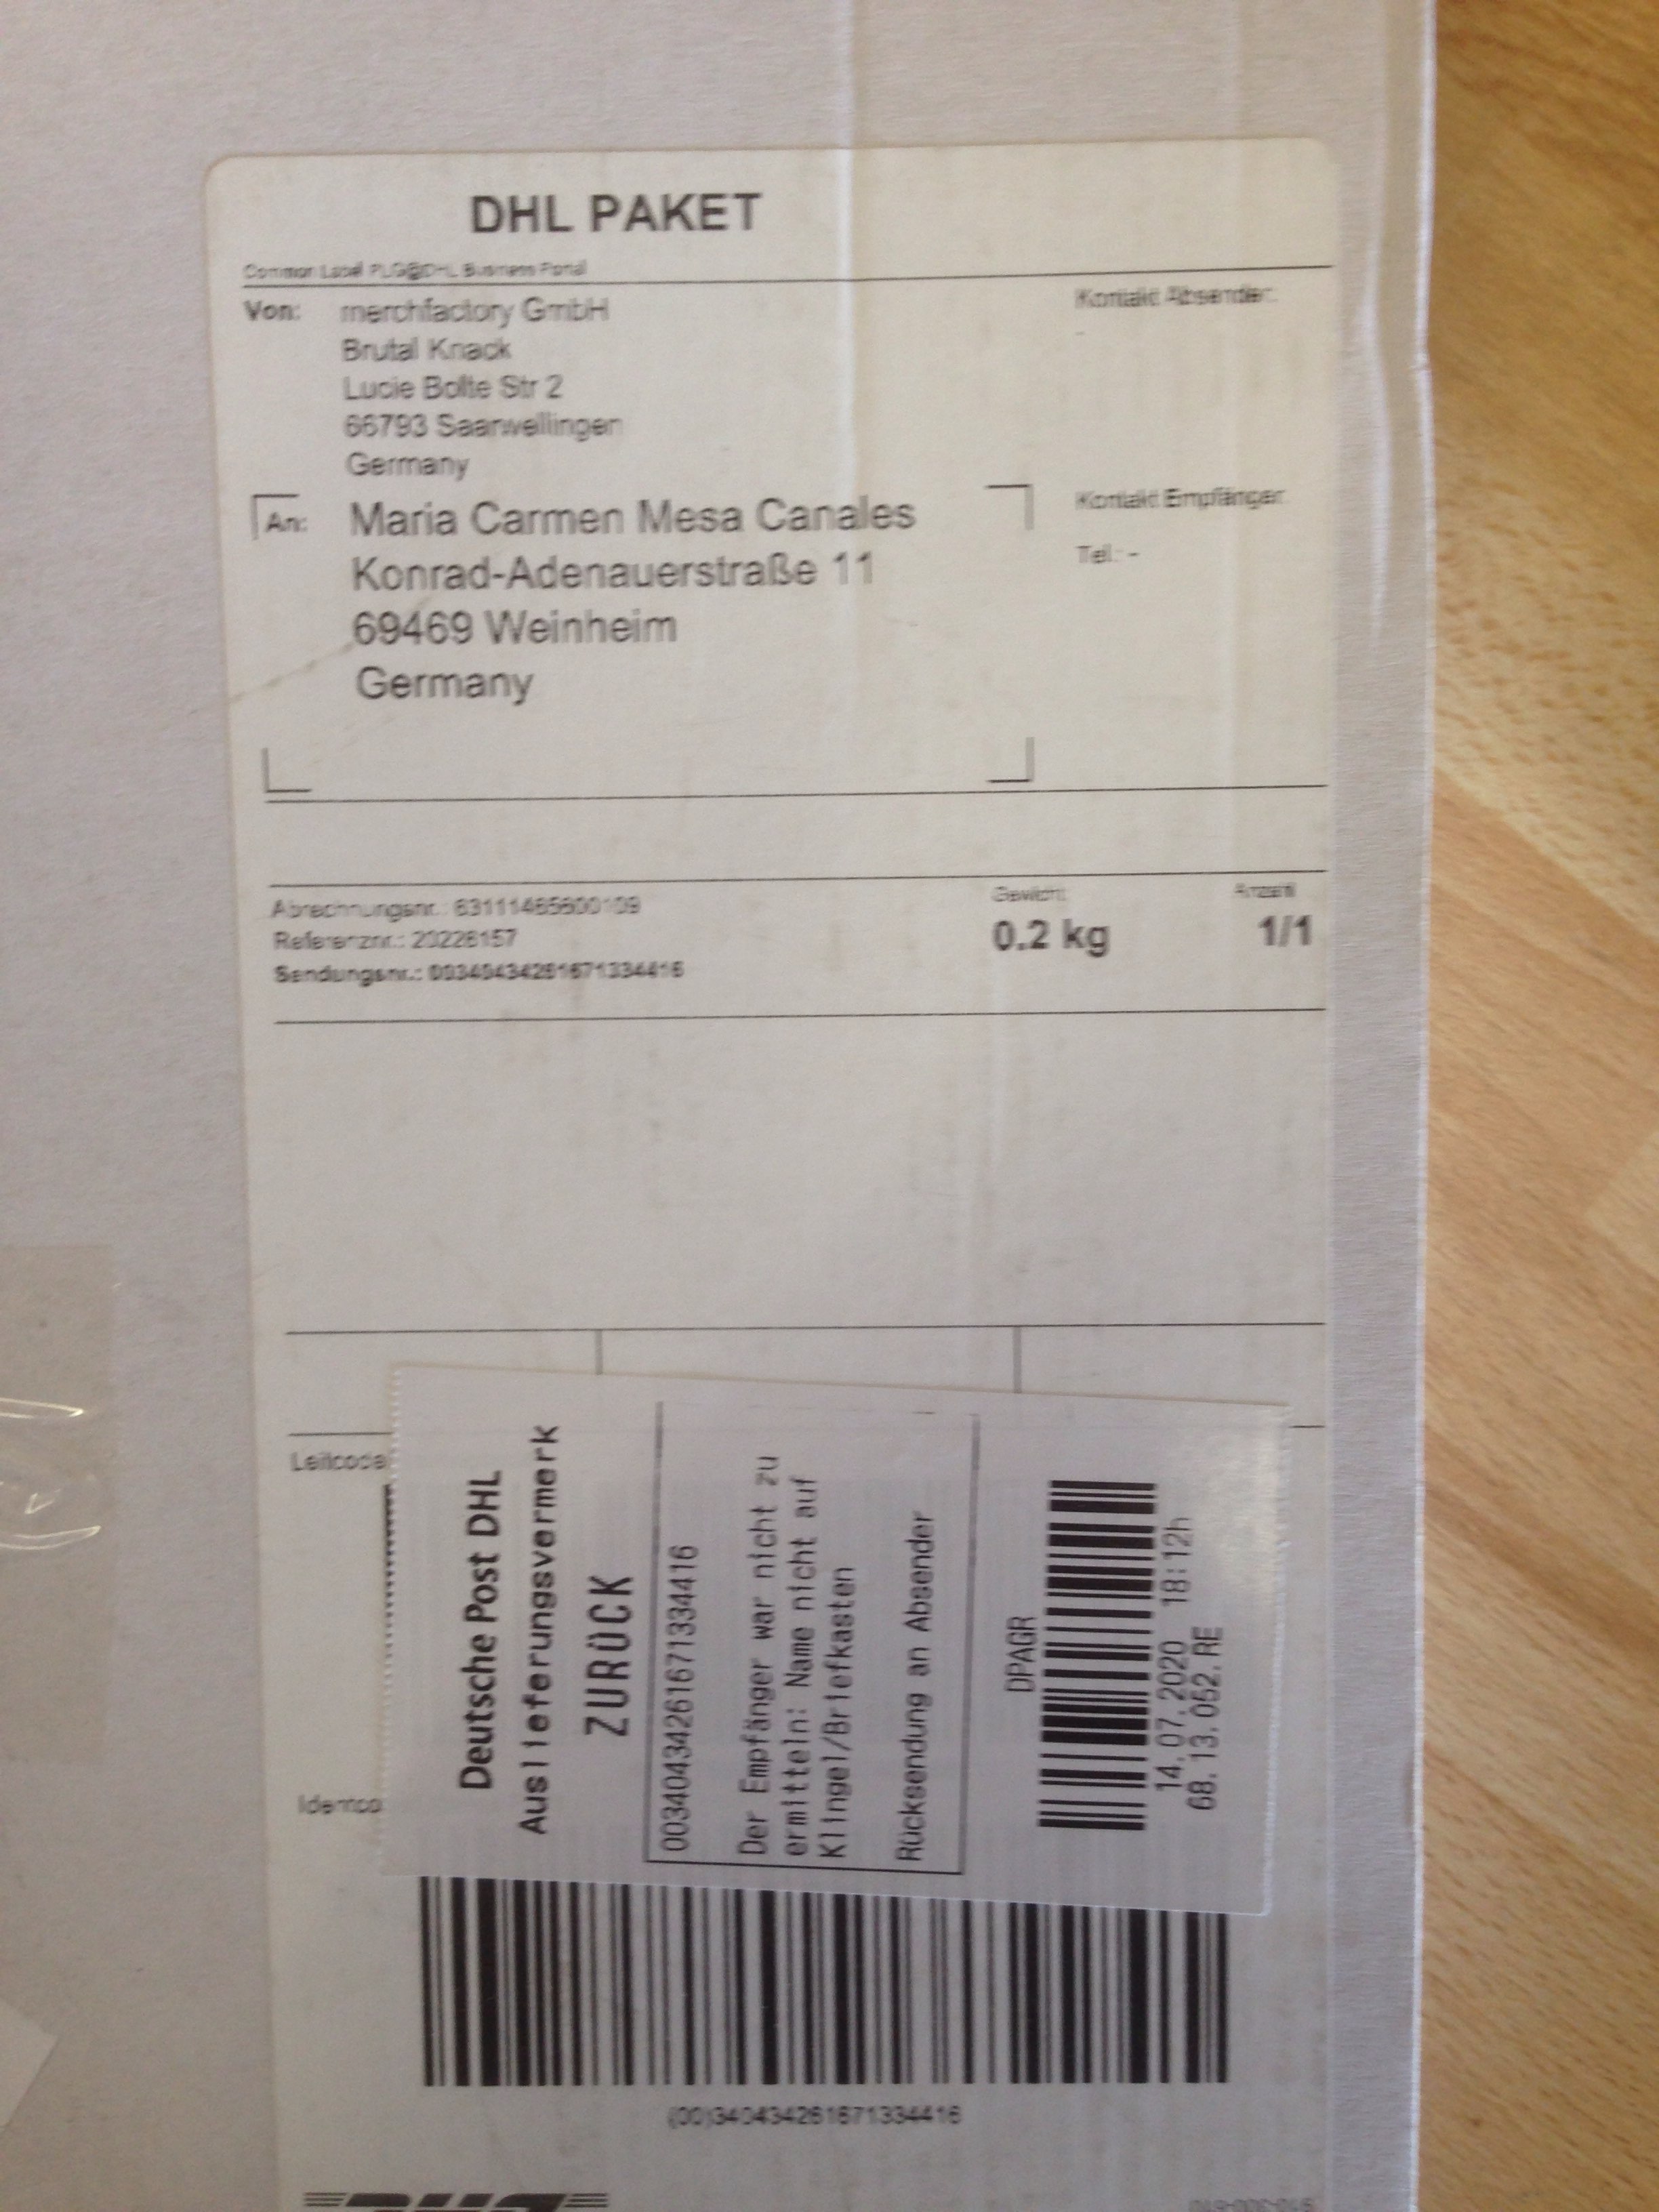 DHL PAKET
Common Label PLG@DHL Business Portal
Von: merchfactory GmbH
Brutal Knack
Lucie Bolte Str 2
66793 Saarwellingen
Germany
Kontakt Absender:
-
An: Maria Carmen Mesa Canales
Konrad-Adenauerstraße 11
69469 Weinheim
Germany
Kontakt Empfänger:
Tel.: -
Abrechnungsnr.: 63111465600109
Referenznr.: 20226157
Sendungsnr.: 00340434261671334416
Gewicht:
0.2 kg
Anzahl
1/1
Leitcode
Identco
Deutsche Post DHL
Auslieferungsvermerk
ZURÜCK
00340434261671334416
Der Empfänger war nicht zu
ermitteln: Name nicht auf
Klingel/Briefkasten
Rücksendung an Absender
DPAGR
14.07.2020 18:12h
68.13.052.RE
(00)340434261671334416
DHL